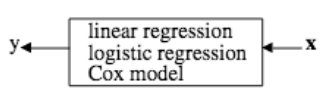 linear regression
y logistic regression x
Cox model